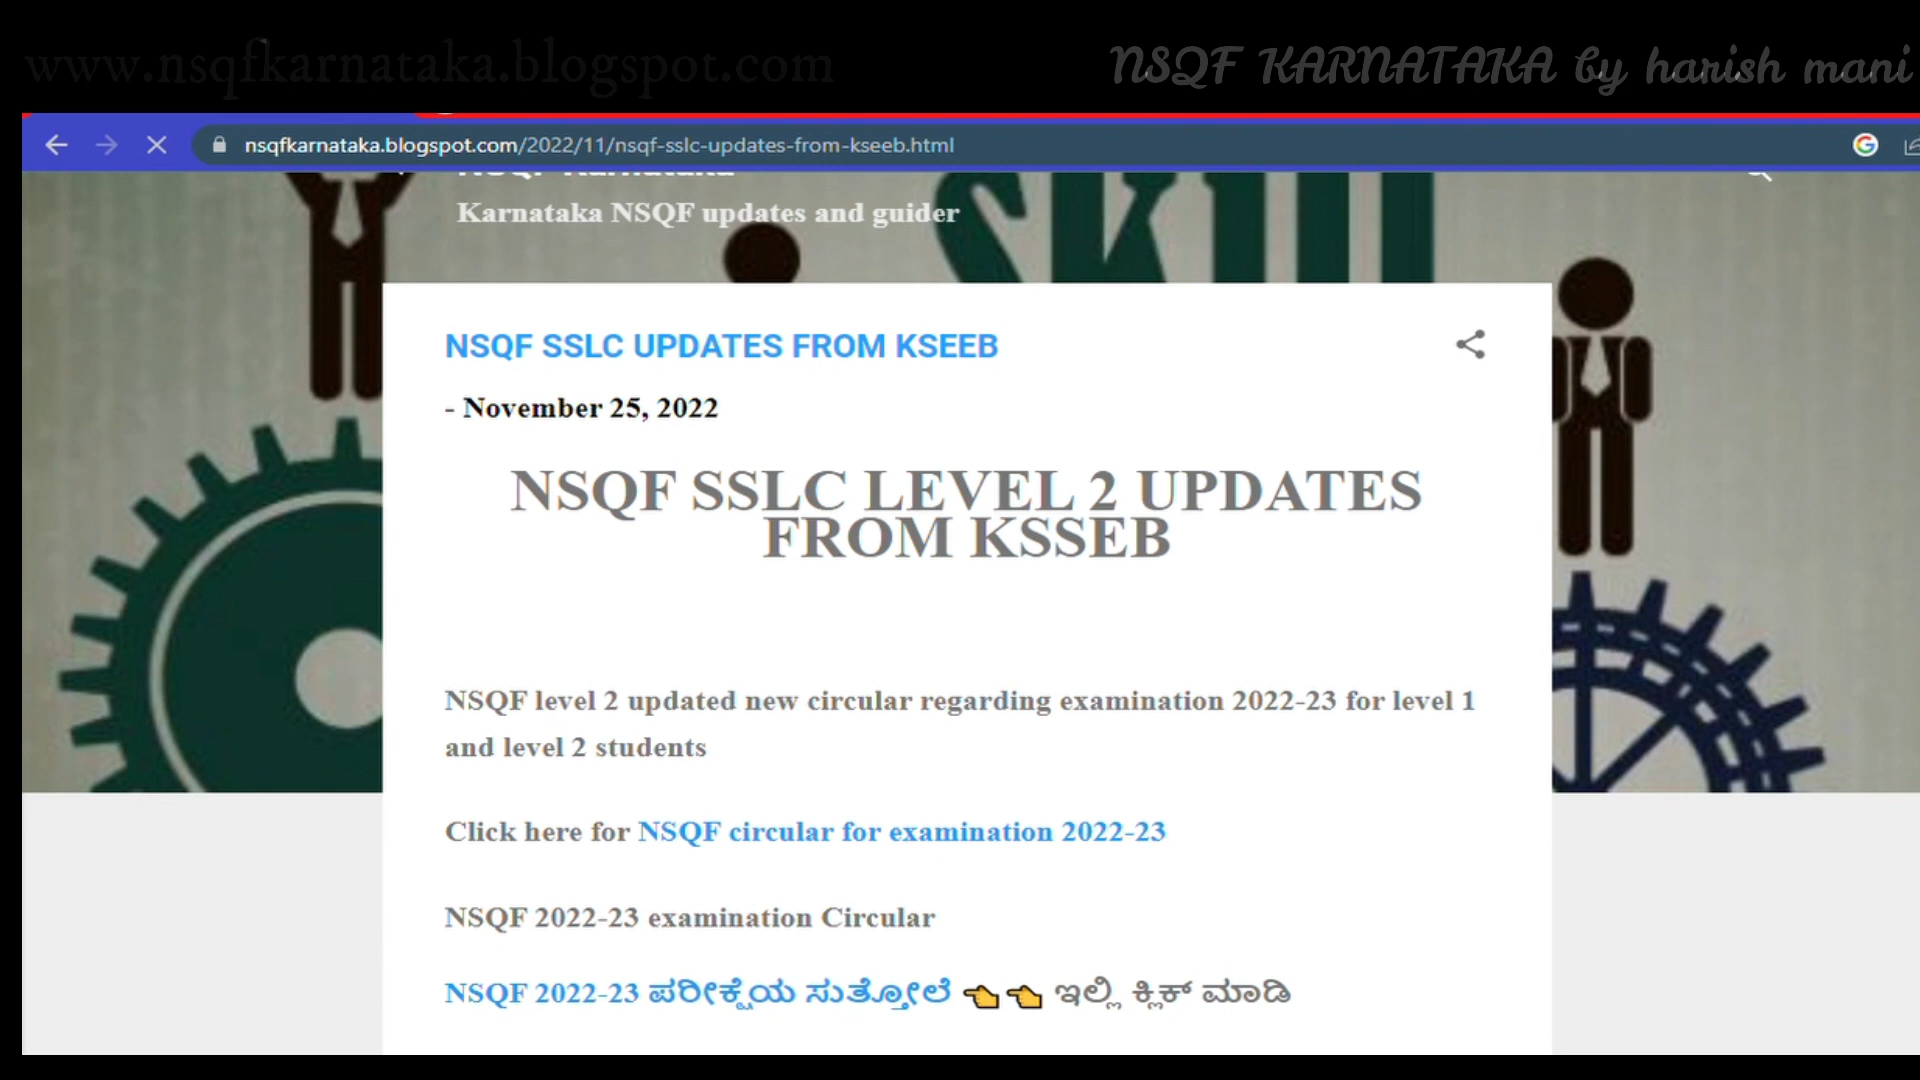 www.nsqfkarnataka.blogspot.com
NSQF KARNATAKA by harish mani
nsqfkarnataka.blogspot.com/2022/11/nsqf-sslc-updates-from-kseeb.html
NSQF Karnataka
Karnataka NSQF updates and guider
SKILL
NSQF SSLC UPDATES FROM KSEEB
- November 25, 2022
NSQF SSLC LEVEL 2 UPDATES
FROM KSSEB
NSQF level 2 updated new circular regarding examination 2022-23 for level 1
and level 2 students
Click here for NSQF circular for examination 2022-23
NSQF 2022-23 examination Circular
NSQF 2022-23 ಪರೀಕ್ಷೆಯ ಸುತ್ತೋಲೆ 👈👈 ಇಲ್ಲಿ ಕ್ಲಿಕ್ ಮಾಡಿ